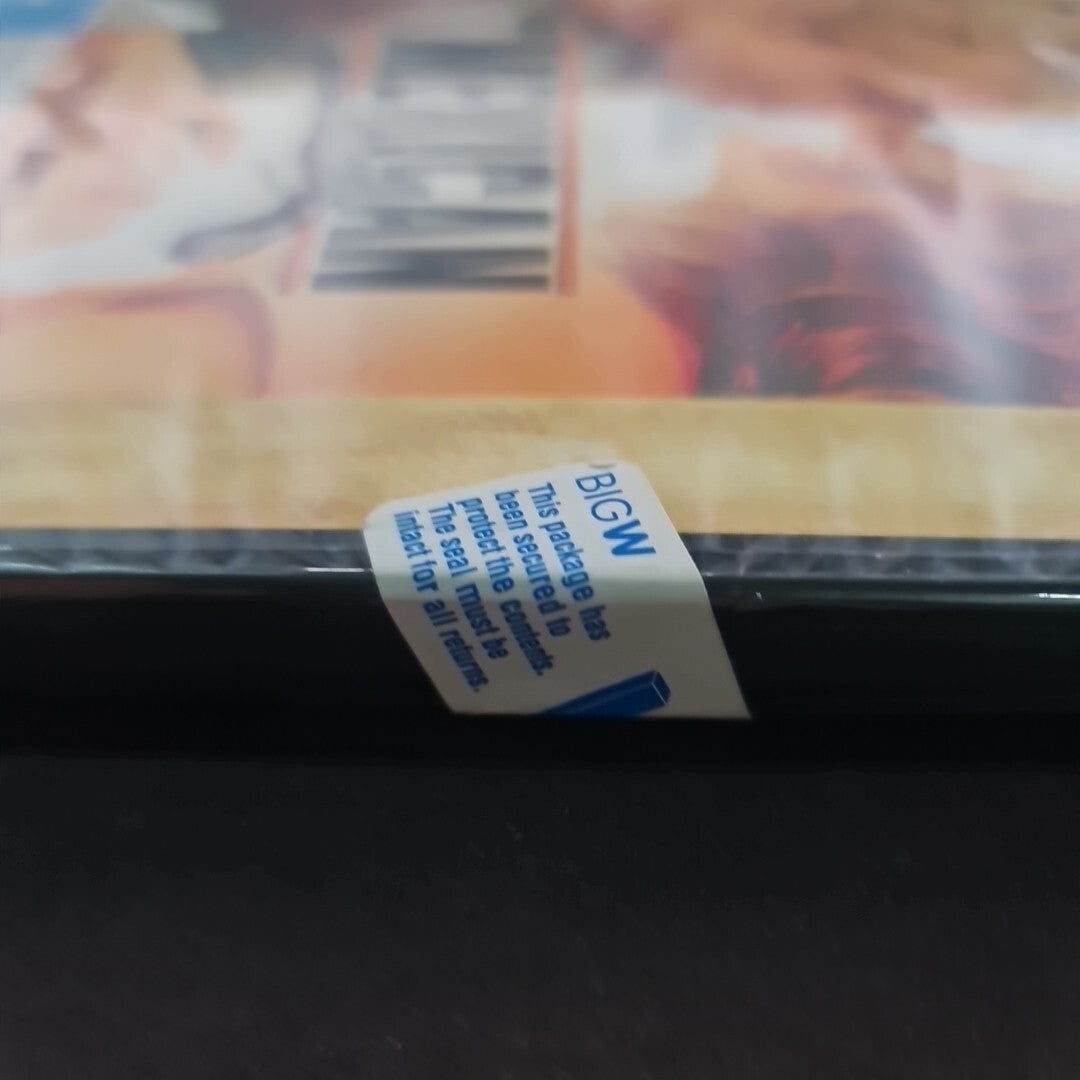 BIGW
This package has
been secured to
protect the contents.
The seal must be
intact for all returns.